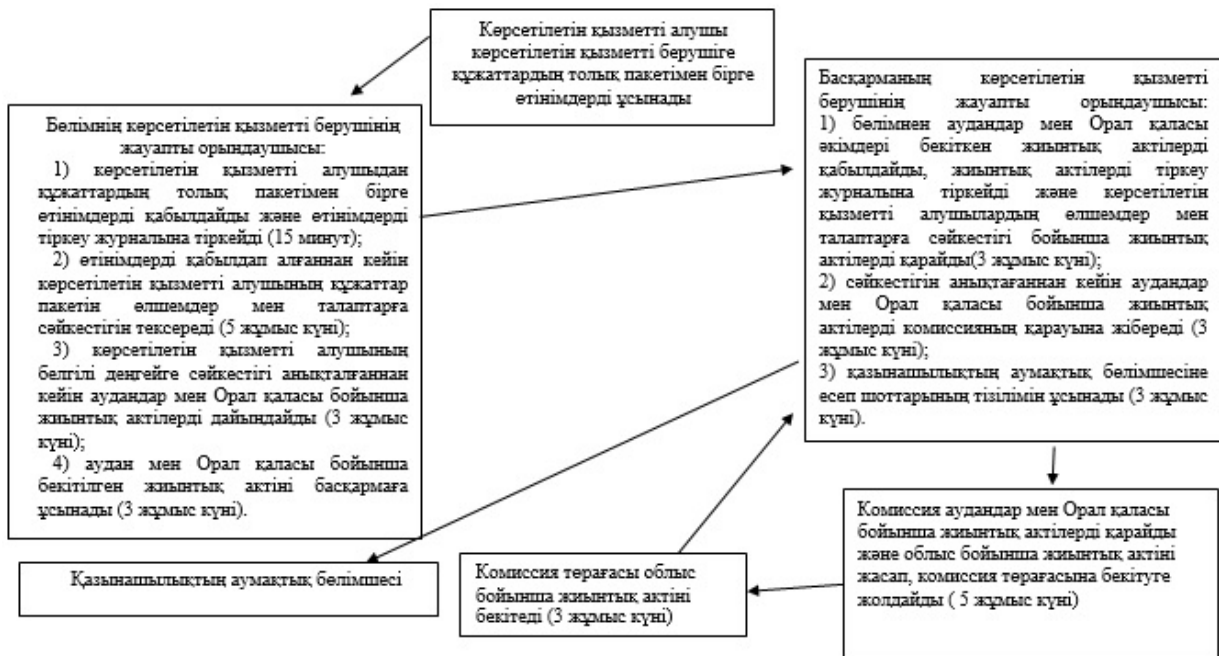 Көрсетілетін қызметті алушы
көрсетілетін қызметті берушіге
құжаттардың толық пакетімен бірге
өтінімдерді ұсынады
Бөлімнің көрсетілетін қызметті берушінің
жауапты орындаушысы:
1) көрсетілетін қызметті алушыдан
құжаттардың толық пакетімен бірге
өтінімдерді қабылдайды және өтінімдерді
тіркеу журналына тіркейді (15 минут);
2) өтінімдерді қабылдап алғаннан кейін
көрсетілетін қызметті алушының құжаттар
пакетін өлшемдер мен талаптарға
сәйкестігін тексереді (5 жұмыс күні);
3) көрсетілетін қызметті алушының
белгілі деңгейге сәйкестігі анықталғаннан
кейін аудандар мен Орал қаласы бойынша
жиынтық актілерді дайындайды (3 жұмыс
күні);
4) аудан мен Орал қаласы бойынша
бекітілген жиынтық актіні басқармаға
ұсынады (3 жұмыс күні).
Басқарманың көрсетілетін қызметті
берушінің жауапты орындаушысы:
1) бөлімнен аудандар мен Орал қаласы
әкімдері бекіткен жиынтық актілерді
қабылдайды, жиынтық актілерді тіркеу
журналына тіркейді және көрсетілетін
қызметті алушылардың өлшемдер мен
талаптарға сәйкестігі бойынша жиынтық
актілерді қарайды(3 жұмыс күні);
2) сәйкестігін анықтағаннан кейін аудандар
мен Орал қаласы бойынша жиынтық
актілерді комиссияның қарауына жібереді (3
жұмыс күні);
3) қазынашылықтың аумақтық бөлімшесіне
есеп шоттарының тізілімін ұсынады (3 жұмыс
күні).
Комиссия аудандар мен Орал қаласы
бойынша жиынтық актілерді қарайды
және облыс бойынша жиынтық актіні
жасап, комиссия төрағасына бекітуге
жолдайды ( 5 жұмыс күні)
Комиссия төрағасы облыс
бойынша жиынтық актіні
бекітеді (3 жұмыс күні)
Қазынашылықтың аумақтық бөлімшесі